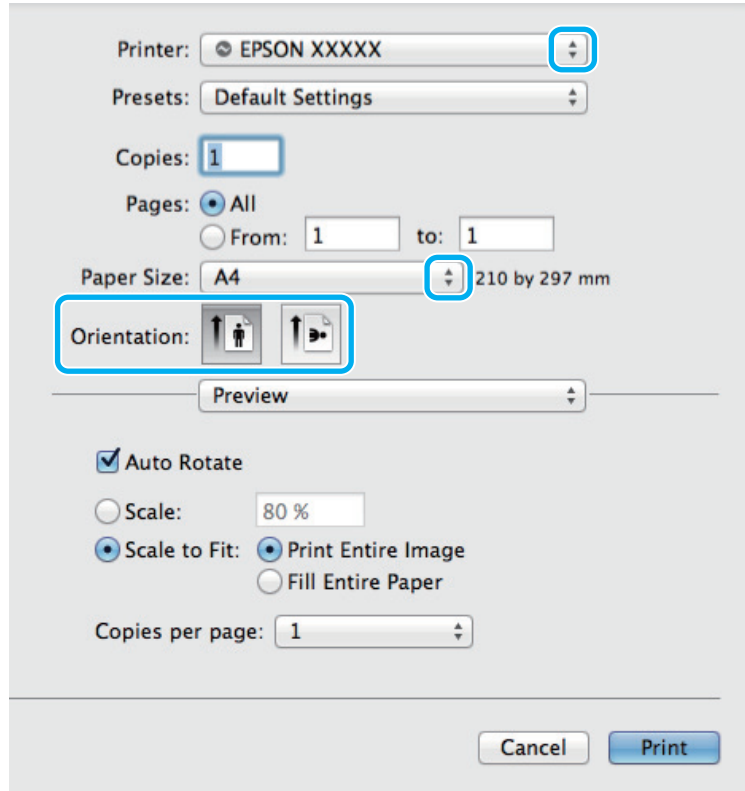 Printer: EPSON XXXXX
Presets: Default Settings
Copies: 1
Pages: All
From: 1 to: 1
Paper Size: A4 210 by 297 mm
Orientation:
Preview
Auto Rotate
Scale: 80 %
Scale to Fit: Print Entire Image
Fill Entire Paper
Copies per page: 1
Cancel Print